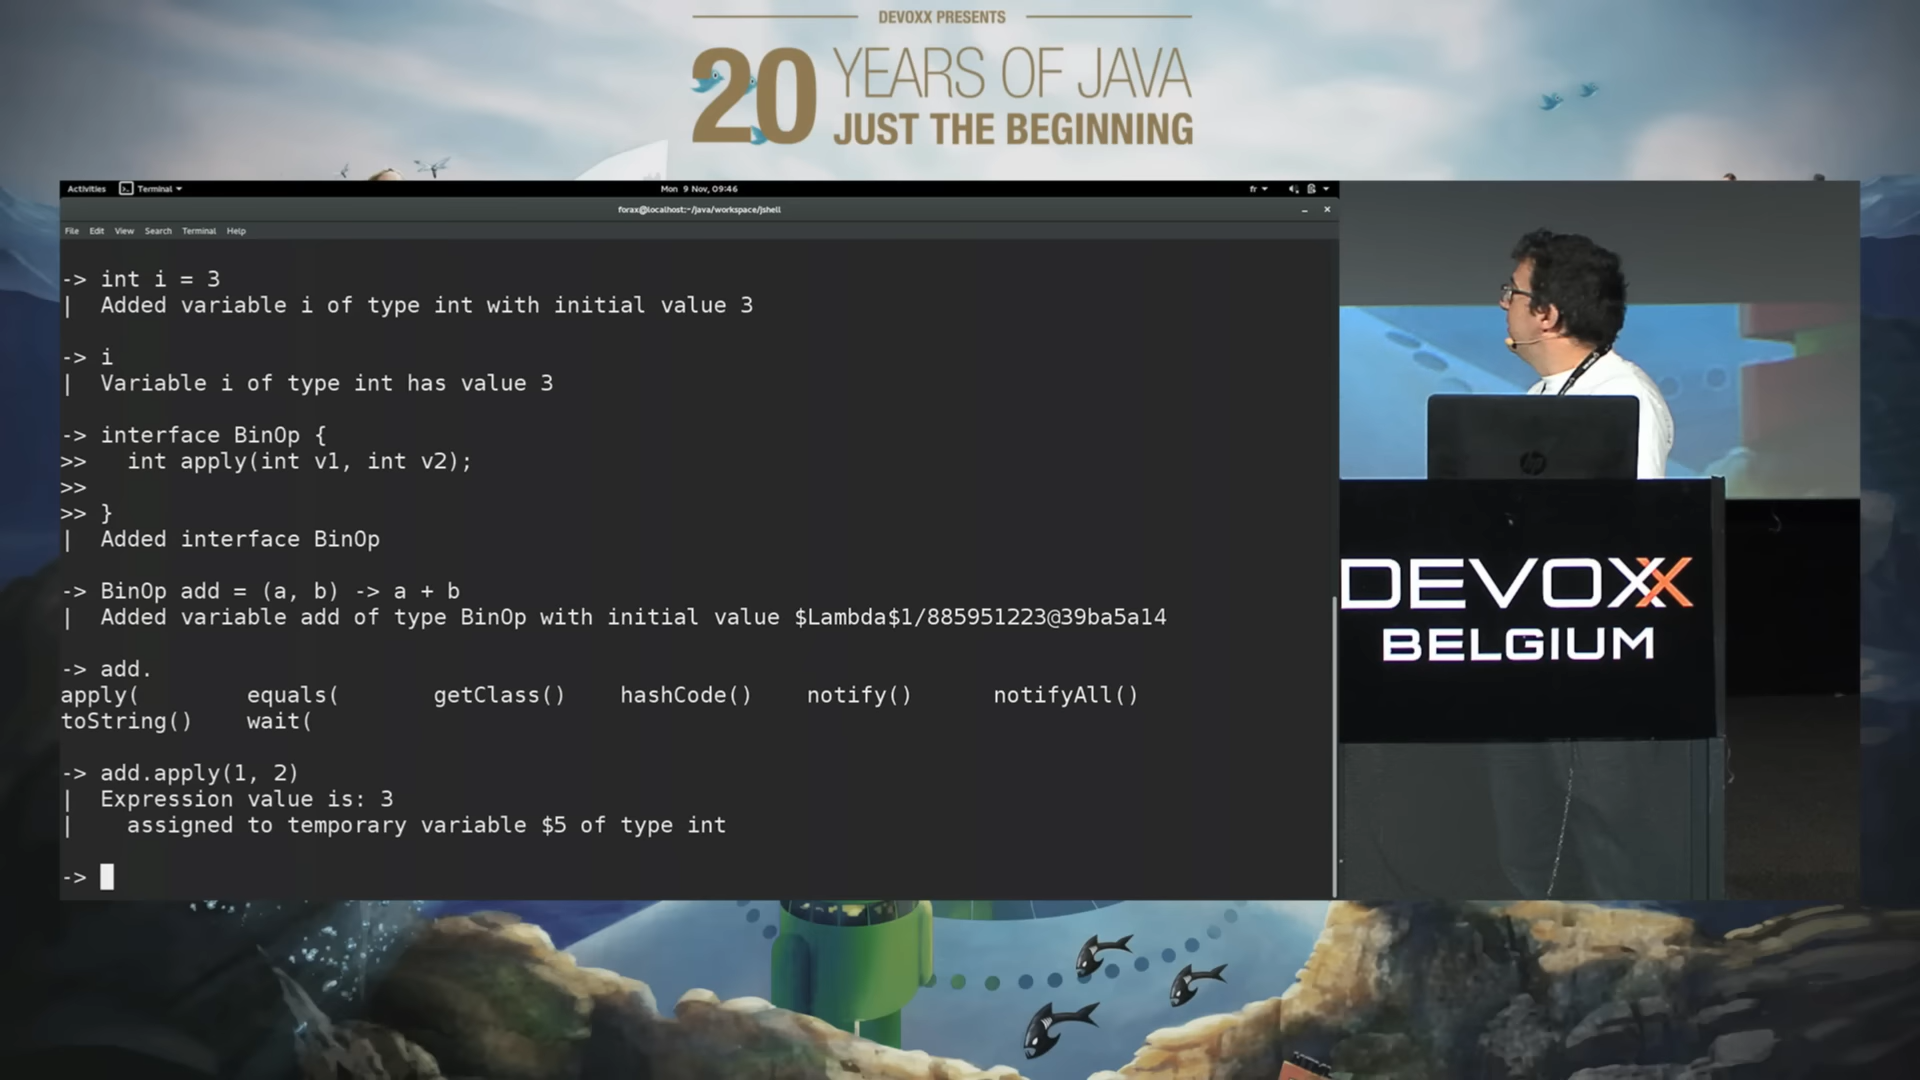 DEVOXX PRESENTS
20 YEARS OF JAVA
JUST THE BEGINNING
Activities Terminal Mon 9 Nov, 09:46 fr
forax@localhost:~/java/workspace/jshell
File Edit View Search Terminal Help
-> int i = 3
| Added variable i of type int with initial value 3
-> i
| Variable i of type int has value 3
-> interface BinOp {
>> int apply(int v1, int v2);
>>
>> }
| Added interface BinOp
-> BinOp add = (a, b) -> a + b
| Added variable add of type BinOp with initial value $Lambda$1/885951223@39ba5a14
-> add.
apply( equals( getClass() hashCode() notify() notifyAll()
toString() wait(
-> add.apply(1, 2)
| Expression value is: 3
| assigned to temporary variable $5 of type int
->
DEVOXX
BELGIUM
hp